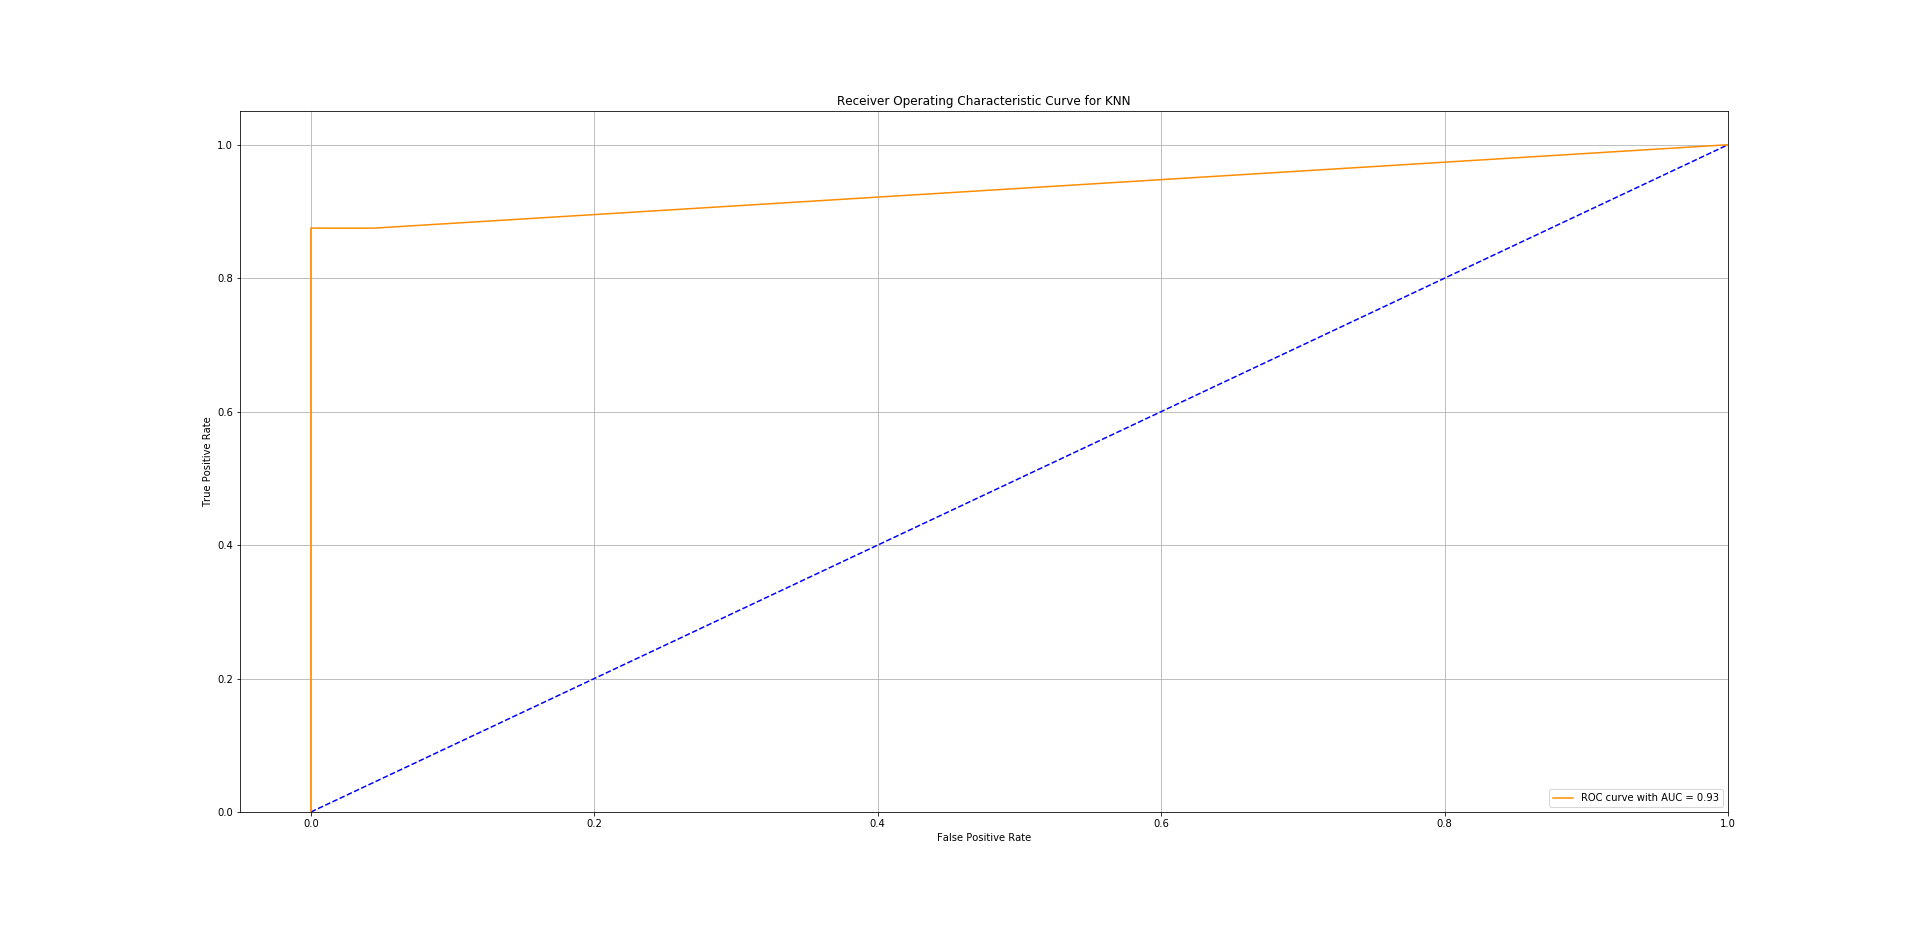 Receiver Operating Characteristic Curve for KNN
1.0
0.8
0.6
0.4
0.2
0.0
True Positive Rate
ROC curve with AUC = 0.93
0.0 0.2 0.4 0.6 0.8 1.0
False Positive Rate